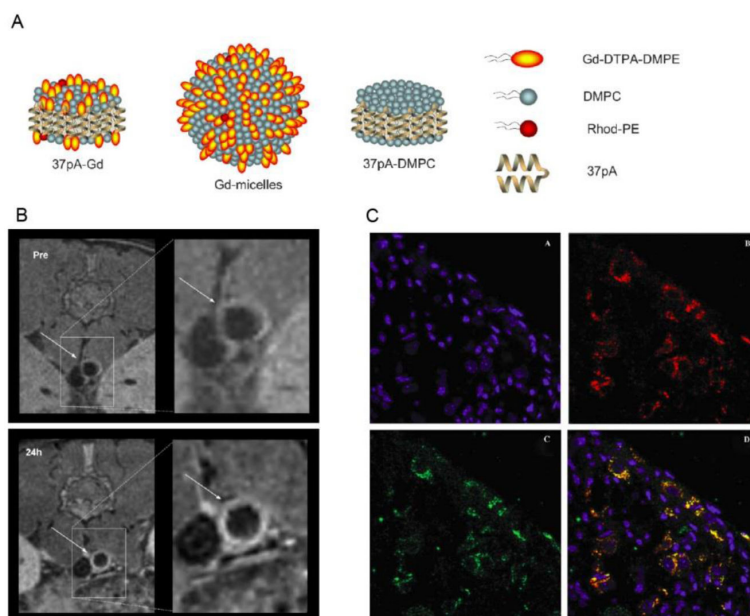 A
37pA-Gd
Gd-micelles
37pA-DMPC
Gd-DTPA-DMPE
DMPC
Rhod-PE
37pA
B
Pre
24h
C
A
B
C
D